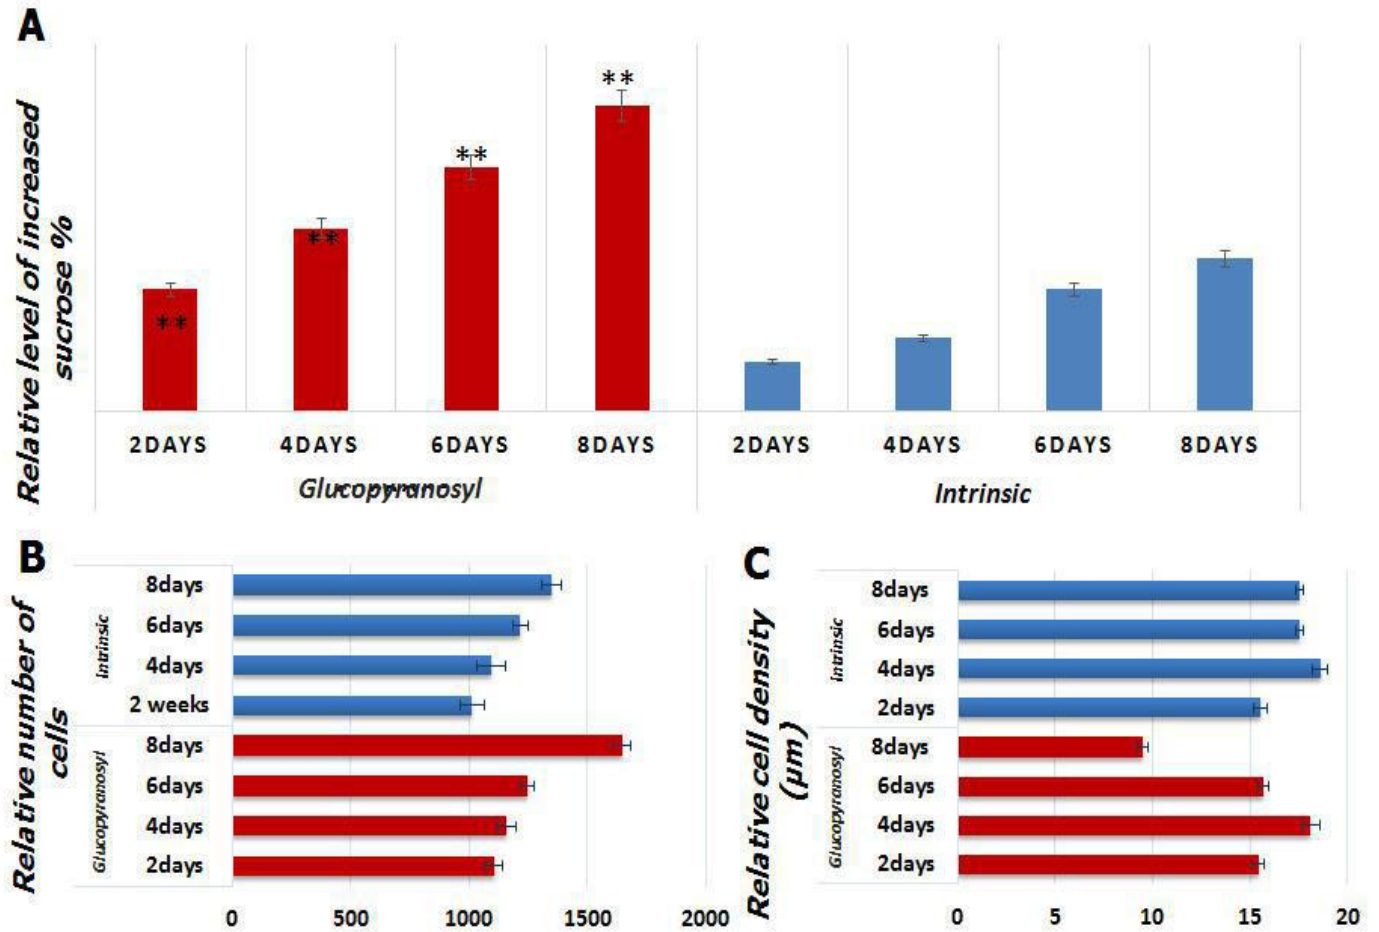 A
Relative level of increased
sucrose %
**
**
**
**
2DAYS 4DAYS 6DAYS 8DAYS 2DAYS 4DAYS 6DAYS 8DAYS
Glucopyranosyl Intrinsic
B
Relative number of
cells
Intrinsic
8days
6days
4days
2 weeks
Glucopyranosyl
8days
6days
4days
2days
0 500 1000 1500 2000
C
Relative cell density
(µm)
intrinsic
8days
6days
4days
2days
Glucopyranosyl
8days
6days
4days
2days
0 5 10 15 20